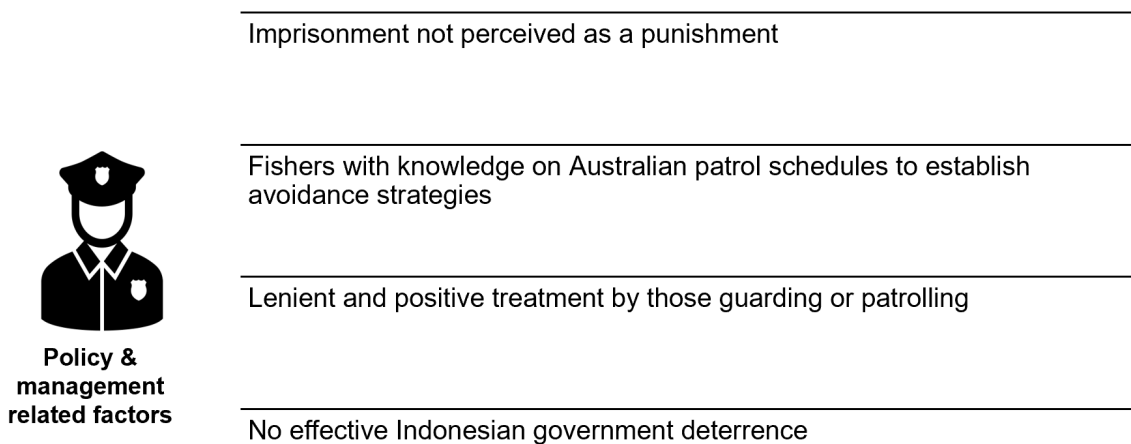 Imprisonment not perceived as a punishment
Fishers with knowledge on Australian patrol schedules to establish
avoidance strategies
Lenient and positive treatment by those guarding or patrolling
Policy &
management
related factors
No effective Indonesian government deterrence